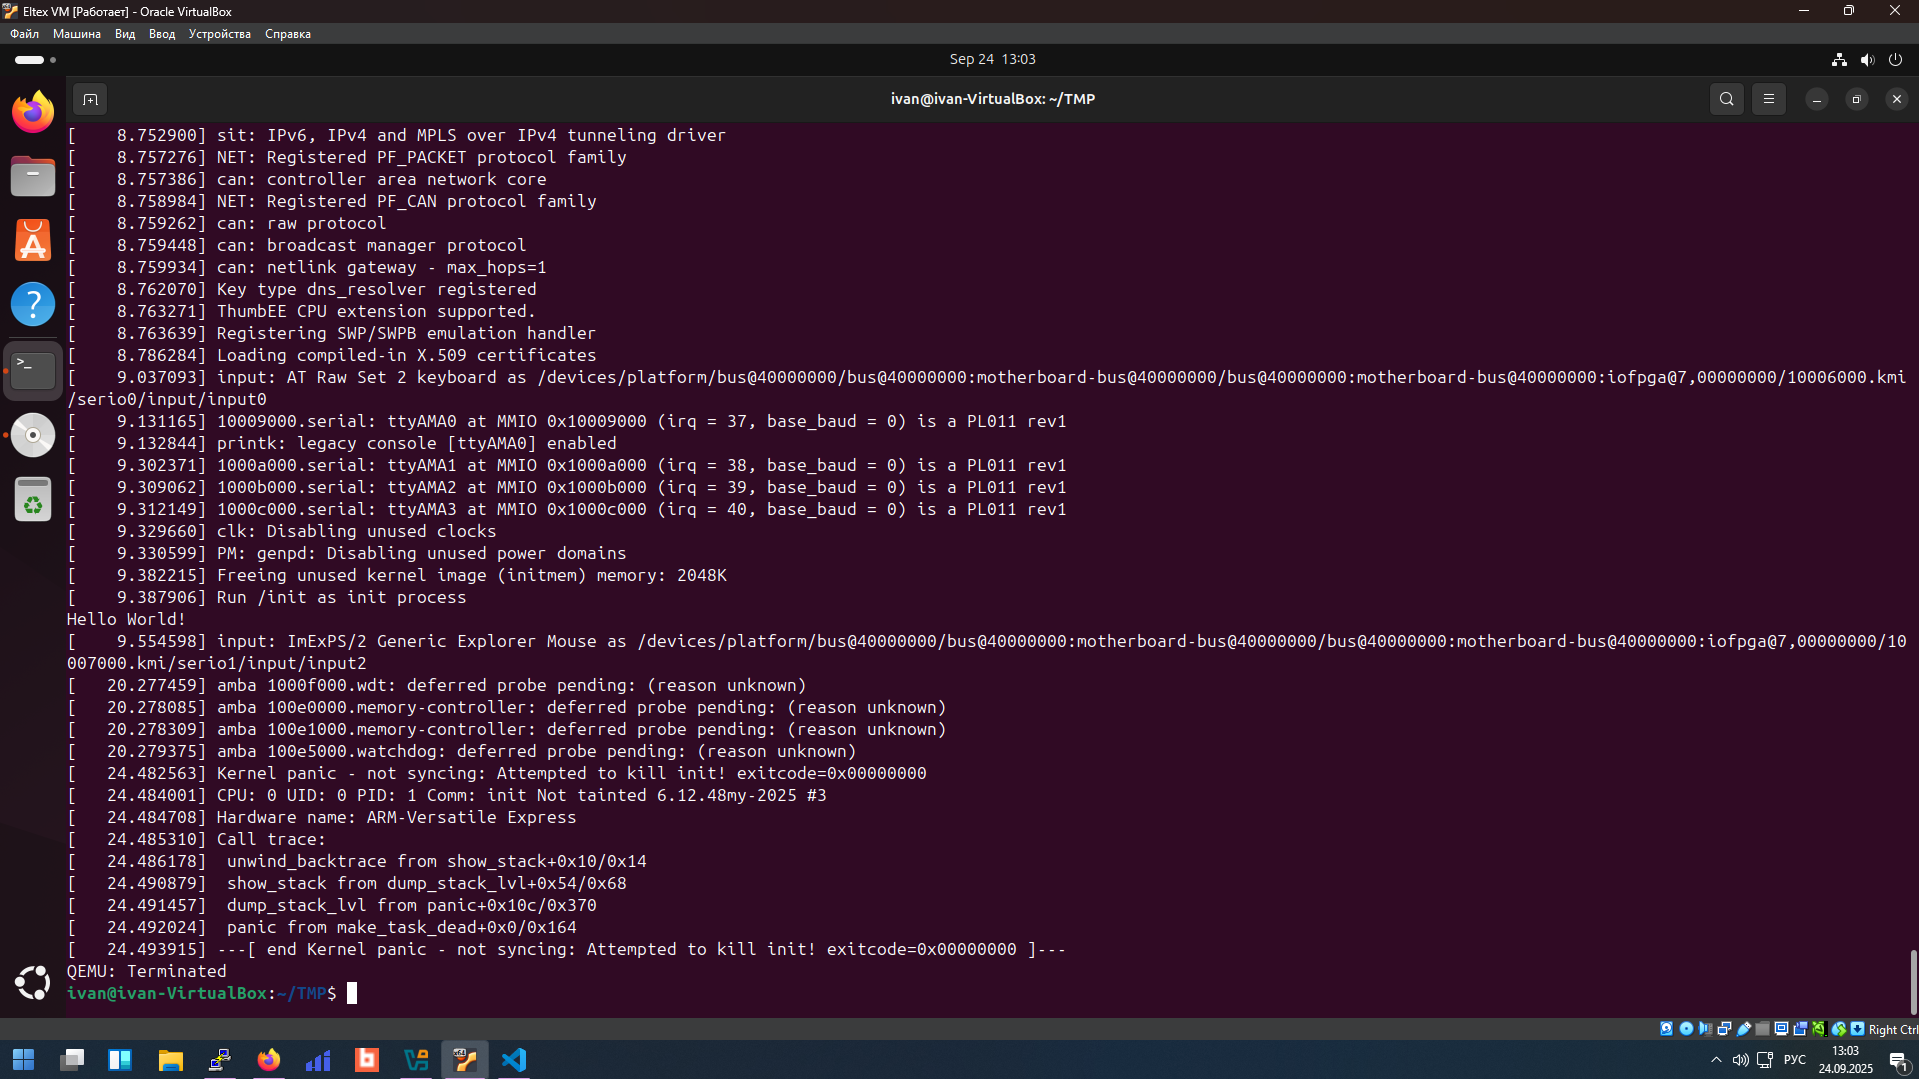 Eltex VM [Работает] - Oracle VirtualBox
Файл Машина Вид Ввод Устройства Справка
Sep 24 13:03
ivan@ivan-VirtualBox: ~/TMP
[    8.752900] sit: IPv6, IPv4 and MPLS over IPv4 tunneling driver
[    8.757276] NET: Registered PF_PACKET protocol family
[    8.757386] can: controller area network core
[    8.758984] NET: Registered PF_CAN protocol family
[    8.759262] can: raw protocol
[    8.759448] can: broadcast manager protocol
[    8.759934] can: netlink gateway - max_hops=1
[    8.762070] Key type dns_resolver registered
[    8.763271] ThumbEE CPU extension supported.
[    8.763639] Registering SWP/SWPB emulation handler
[    8.786284] Loading compiled-in X.509 certificates
[    9.037093] input: AT Raw Set 2 keyboard as /devices/platform/bus@40000000/bus@40000000:motherboard-bus@40000000/bus@40000000:motherboard-bus@40000000:iofpga@7,00000000/10006000.kmi
/serio0/input/input0
[    9.131165] 10009000.serial: ttyAMA0 at MMIO 0x10009000 (irq = 37, base_baud = 0) is a PL011 rev1
[    9.132844] printk: legacy console [ttyAMA0] enabled
[    9.302371] 1000a000.serial: ttyAMA1 at MMIO 0x1000a000 (irq = 38, base_baud = 0) is a PL011 rev1
[    9.309062] 1000b000.serial: ttyAMA2 at MMIO 0x1000b000 (irq = 39, base_baud = 0) is a PL011 rev1
[    9.312149] 1000c000.serial: ttyAMA3 at MMIO 0x1000c000 (irq = 40, base_baud = 0) is a PL011 rev1
[    9.329660] clk: Disabling unused clocks
[    9.330599] PM: genpd: Disabling unused power domains
[    9.382215] Freeing unused kernel image (initmem) memory: 2048K
[    9.387906] Run /init as init process
Hello World!
[    9.554598] input: ImExPS/2 Generic Explorer Mouse as /devices/platform/bus@40000000/bus@40000000:motherboard-bus@40000000/bus@40000000:motherboard-bus@40000000:iofpga@7,00000000/10
007000.kmi/serio1/input/input2
[   20.277459] amba 1000f000.wdt: deferred probe pending: (reason unknown)
[   20.278085] amba 100e0000.memory-controller: deferred probe pending: (reason unknown)
[   20.278309] amba 100e1000.memory-controller: deferred probe pending: (reason unknown)
[   20.279375] amba 100e5000.watchdog: deferred probe pending: (reason unknown)
[   24.482563] Kernel panic - not syncing: Attempted to kill init! exitcode=0x00000000
[   24.484001] CPU: 0 UID: 0 PID: 1 Comm: init Not tainted 6.12.48my-2025 #3
[   24.484708] Hardware name: ARM-Versatile Express
[   24.485310] Call trace:
[   24.486178]  unwind_backtrace from show_stack+0x10/0x14
[   24.490879]  show_stack from dump_stack_lvl+0x54/0x68
[   24.491457]  dump_stack_lvl from panic+0x10c/0x370
[   24.492024]  panic from make_task_dead+0x0/0x164
[   24.493915] ---[ end Kernel panic - not syncing: Attempted to kill init! exitcode=0x00000000 ]---
QEMU: Terminated
ivan@ivan-VirtualBox:~/TMP$
Right Ctrl
РУС
13:03
24.09.2025
1